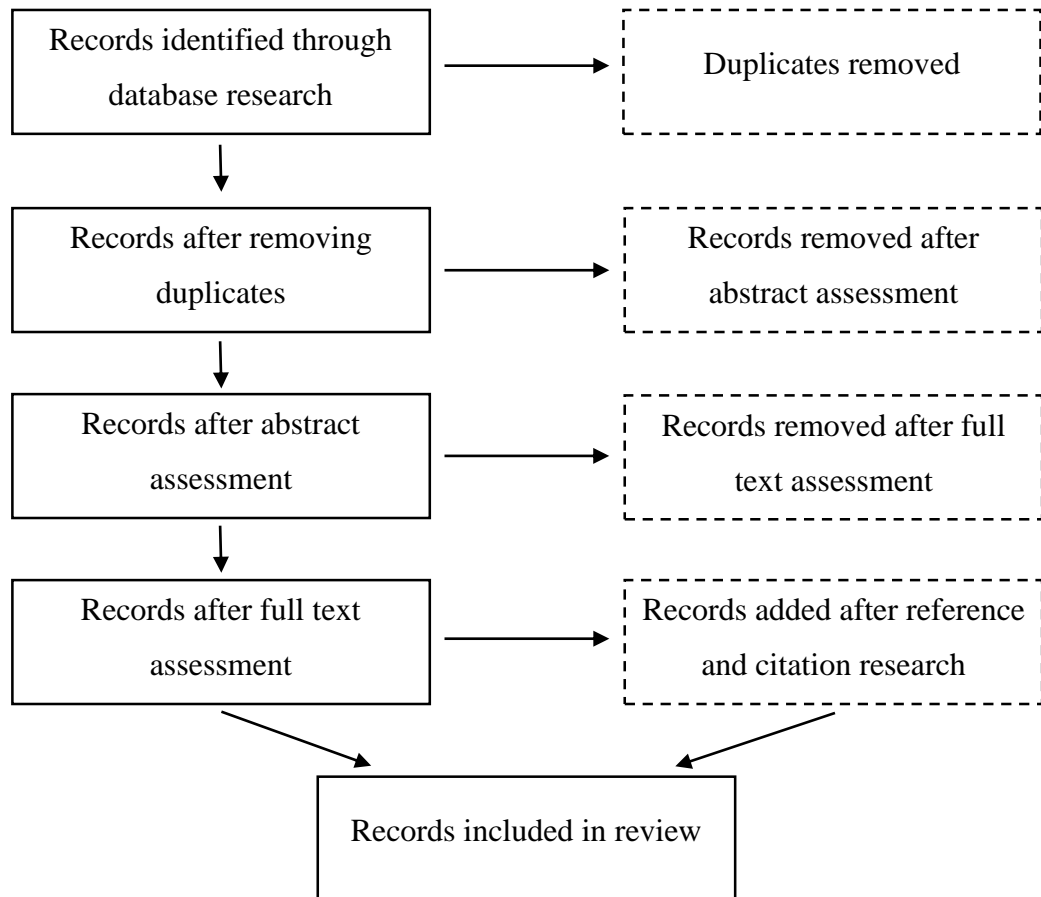 Records identified through
database research
Duplicates removed
Records after removing
duplicates
Records removed after
abstract assessment
Records after abstract
assessment
Records removed after full
text assessment
Records after full text
assessment
Records added after reference
and citation research
Records included in review